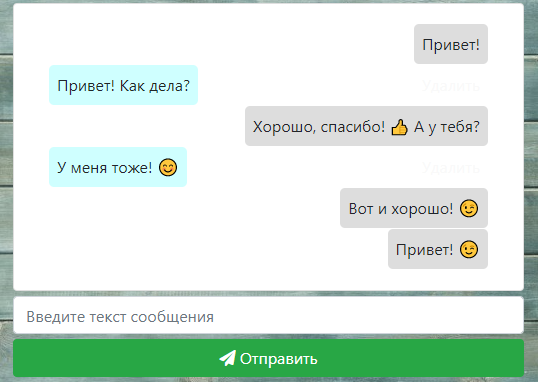 Привет!
Привет! Как дела?
Удалить
Хорошо, спасибо! 👍 А у тебя?
У меня тоже! 😊
Удалить
Вот и хорошо! 😉
Привет! 😉
Введите текст сообщения
Отправить